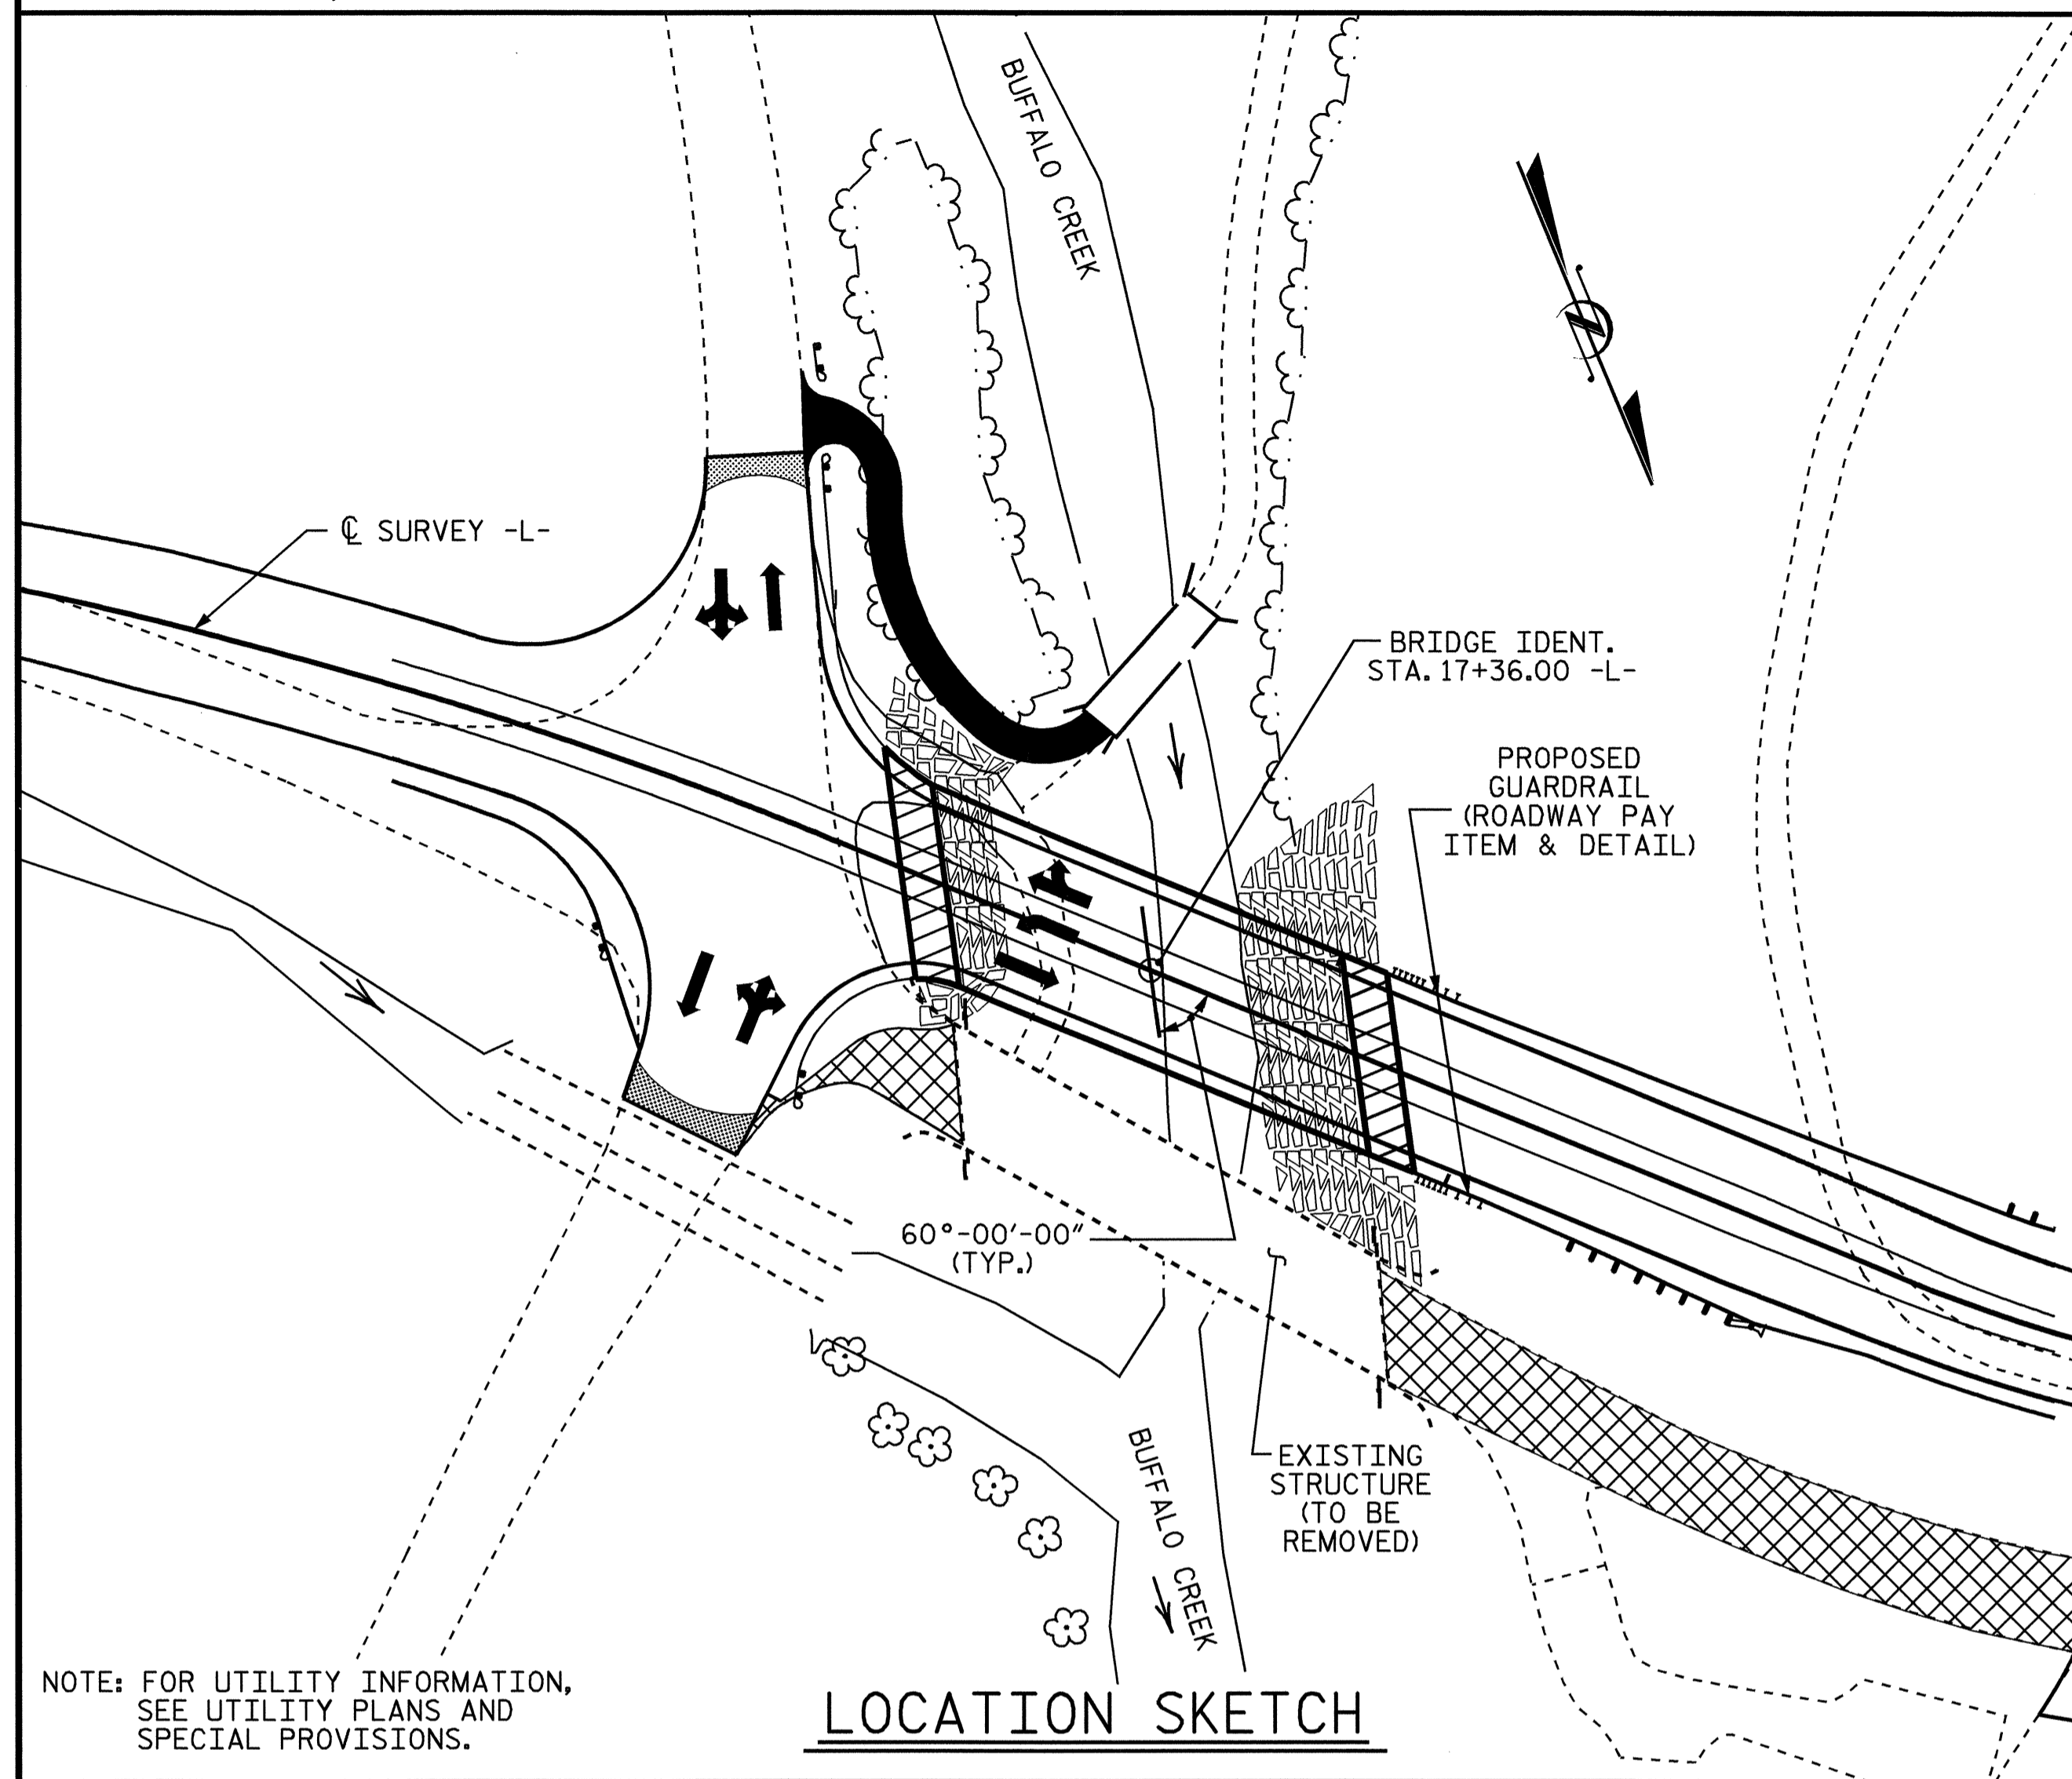 BUFFALO CREEK
N
℄ SURVEY -L-
BRIDGE IDENT.
STA. 17+36.00 -L-
PROPOSED
GUARDRAIL
(ROADWAY PAY
ITEM & DETAIL)
60°-00'-00"
(TYP.)
EXISTING
STRUCTURE
(TO BE
REMOVED)
BUFFALO CREEK
NOTE: FOR UTILITY INFORMATION,
SEE UTILITY PLANS AND
SPECIAL PROVISIONS.
LOCATION SKETCH